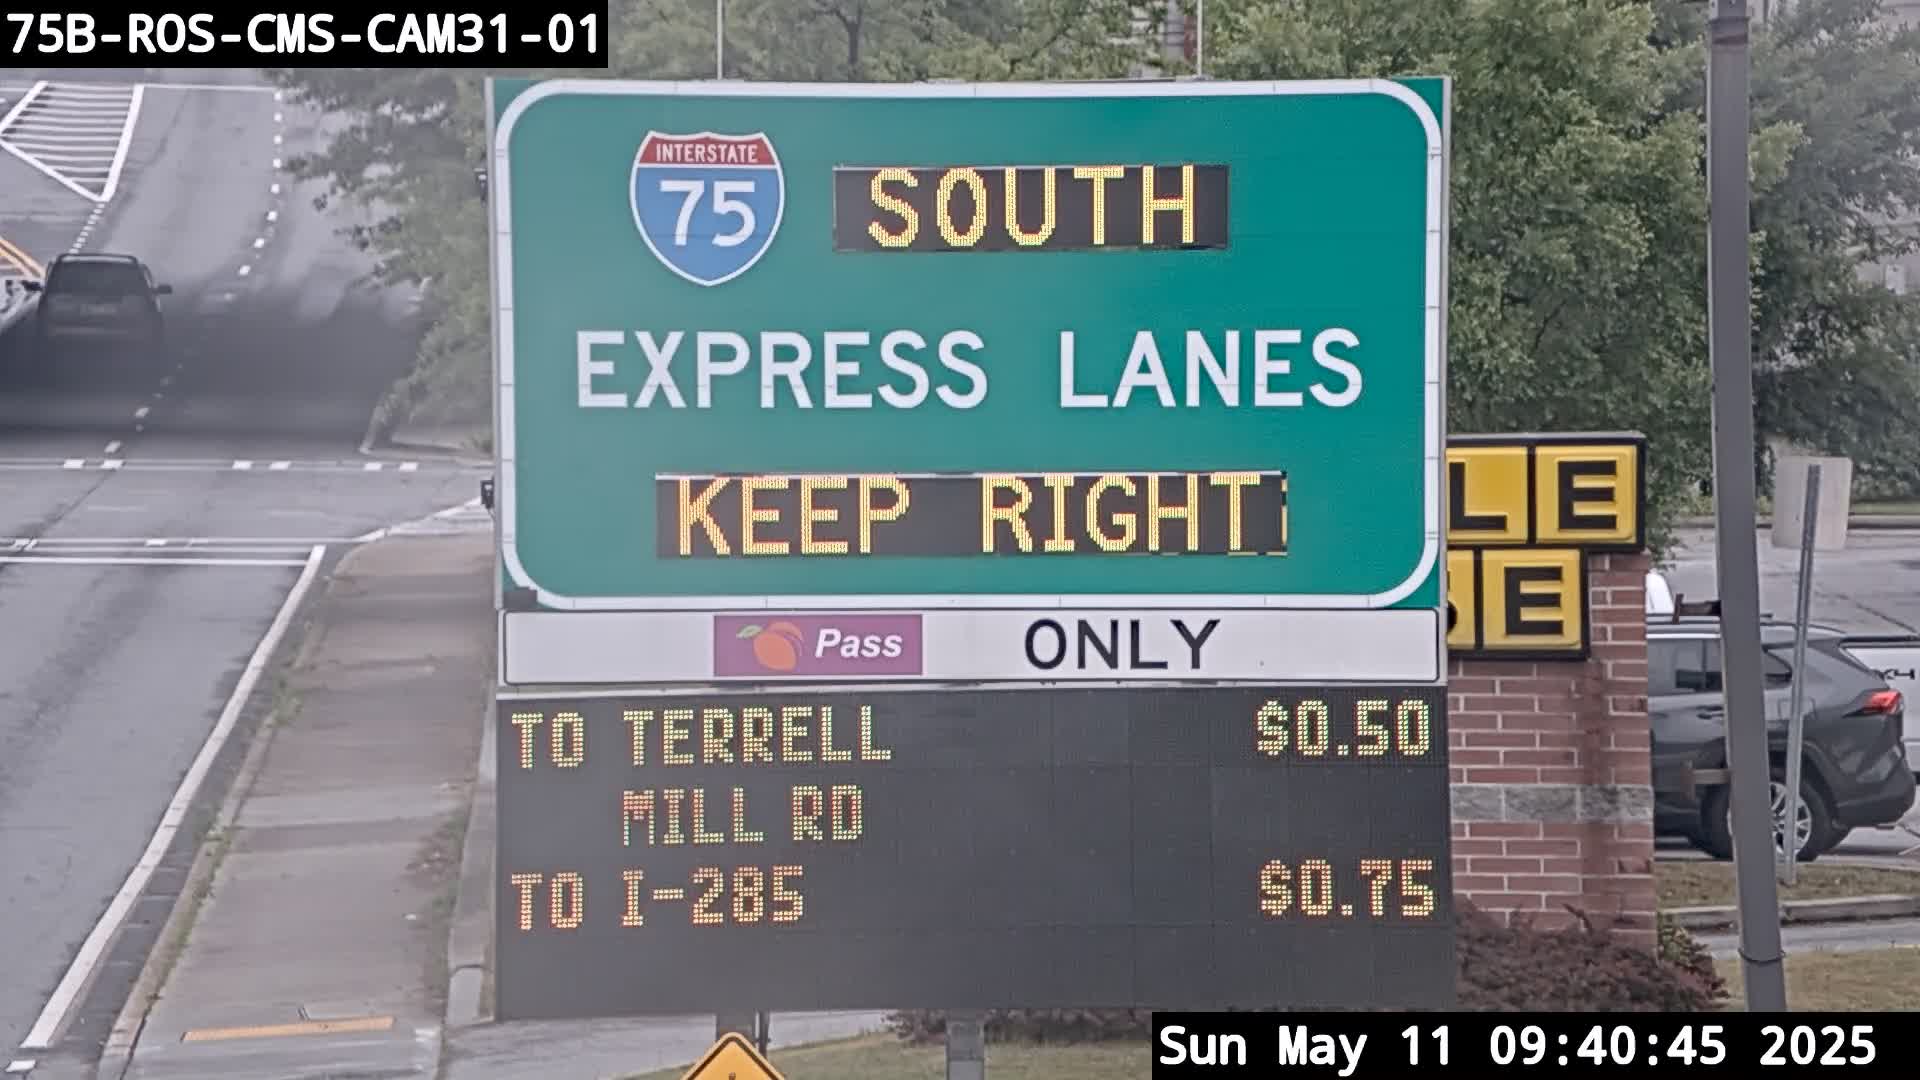 75B-ROS-CMS-CAM31-01
INTERSTATE
75
SOUTH
EXPRESS LANES
KEEP RIGHT
LE
E
Pass ONLY
TO TERRELL $0.50
MILL RD
TO I-285 $0.75
Sun May 11 09:40:45 2025